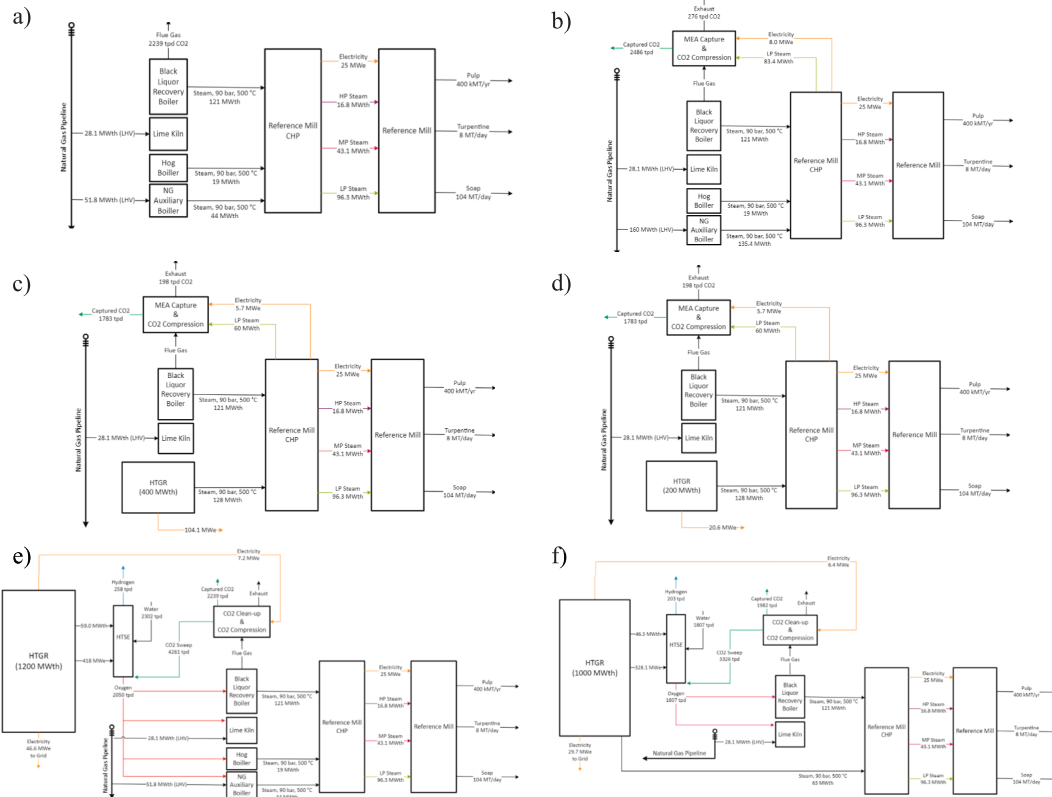 a)
Natural Gas Pipeline
Flue Gas
2239 tpd CO2
Black
Liquor
Recovery
Boiler
28.1 MWth (LHV)
Lime Kiln
Hog
Boiller
51.8 MWth (LHV)
NG
Auxiliary
Boiller
Steam, 90 bar, 500 °C
121 MWth
Steam, 90 bar, 500 °C
19 MWth
Steam, 90 bar, 500 °C
44 MWth
Reference Mill
CHP
Electricity
25 MWe
HP Steam
16.8 MWth
MP Steam
43.1 MWth
LP Steam
96.3 MWth
Reference Mill
Pulp
400 kMT/yr
Turpentine
8 MT/day
Soap
104 MT/day
b)
Exhaust
276 tpd CO2
Captured CO2
2486 tpd
MEA Capture
&
CO2 Compression
Electricity
8.0 MWe
LP Steam
83.4 MWth
Flue Gas
Natural Gas Pipeline
Black
Liquor
Recovery
Boiler
28.1 MWth (LHV)
Lime Kiln
Hog
Boiller
160 MWth (LHV)
NG
Auxiliary
Boiller
Steam, 90 bar, 500 °C
121 MWth
Steam, 90 bar, 500 °C
19 MWth
Steam, 90 bar, 500 °C
135.4 MWth
Reference Mill
CHP
Electricity
25 MWe
HP Steam
16.8 MWth
MP Steam
43.1 MWth
LP Steam
96.3 MWth
Reference Mill
Pulp
400 kMT/yr
Turpentine
8 MT/day
Soap
104 MT/day
c)
Exhaust
198 tpd CO2
Captured CO2
1783 tpd
MEA Capture
&
CO2 Compression
Electricity
5.7 MWe
LP Steam
60 MWth
Flue Gas
Natural Gas Pipeline
Black
Liquor
Recovery
Boiler
28.1 MWth (LHV)
Lime Kiln
HTGR
(400 MWth)
104.1 MWe
Steam, 90 bar, 500 °C
121 MWth
Steam, 90 bar, 500 °C
128 MWth
Reference Mill
CHP
Electricity
25 MWe
HP Steam
16.8 MWth
MP Steam
43.1 MWth
LP Steam
96.3 MWth
Reference Mill
Pulp
400 kMT/yr
Turpentine
8 MT/day
Soap
104 MT/day
d)
Exhaust
198 tpd CO2
Captured CO2
1783 tpd
MEA Capture
&
CO2 Compression
Electricity
5.7 MWe
LP Steam
60 MWth
Flue Gas
Natural Gas Pipeline
Black
Liquor
Recovery
Boiler
28.1 MWth (LHV)
Lime Kiln
HTGR
(200 MWth)
20.6 MWe
Steam, 90 bar, 500 °C
121 MWth
Steam, 90 bar, 500 °C
128 MWth
Reference Mill
CHP
Electricity
25 MWe
HP Steam
16.8 MWth
MP Steam
43.1 MWth
LP Steam
96.3 MWth
Reference Mill
Pulp
400 kMT/yr
Turpentine
8 MT/day
Soap
104 MT/day
e)
Electricity
7.2 MWe
HTGR
(1200 MWth)
Electricity
46.6 MWe
to Grid
59.0 MWth
418 MWe
Hydrogen
258 tpd
Water
2302 tpd
HTSE
Captured CO2
2239 tpd
Exhaust
CO2 Clean-up
&
CO2 Compression
CO2 Sweep
4261 tpd
Flue Gas
Oxygen
2050 tpd
Natural Gas Pipeline
Black
Liquor
Recovery
Boiler
28.1 MWth (LHV)
Lime Kiln
Hog
Boiller
51.8 MWth (LHV)
NG
Auxiliary
Boiller
Steam, 90 bar, 500 °C
121 MWth
Steam, 90 bar, 500 °C
19 MWth
Steam, 90 bar, 500 °C
Reference Mill
CHP
Electricity
25 MWe
HP Steam
16.8 MWth
MP Steam
43.1 MWth
LP Steam
96.3 MWth
Reference Mill
Pulp
400 kMT/yr
Turpentine
8 MT/day
Soap
104 MT/day
f)
Electricity
6.4 MWe
HTGR
(1000 MWth)
Electricity
29.7 MWe
to Grid
46.3 MWth
328.1 MWe
Hydrogen
203 tpd
Water
1807 tpd
HTSE
Captured CO2
1982 tpd
Exhaust
CO2 Clean-up
&
CO2 Compression
CO2 Sweep
3324 tpd
Flue Gas
Oxygen
1607 tpd
Black
Liquor
Recovery
Boiler
28.1 MWth (LHV)
Lime Kiln
Natural Gas Pipeline
Steam, 90 bar, 500 °C
121 MWth
Steam, 90 bar, 500 °C
65 MWth
Reference Mill
CHP
Electricity
25 MWe
HP Steam
16.8 MWth
MP Steam
43.1 MWth
LP Steam
96.3 MWth
Reference Mill
Pulp
400 kMT/yr
Turpentine
8 MT/day
Soap
104 MT/day